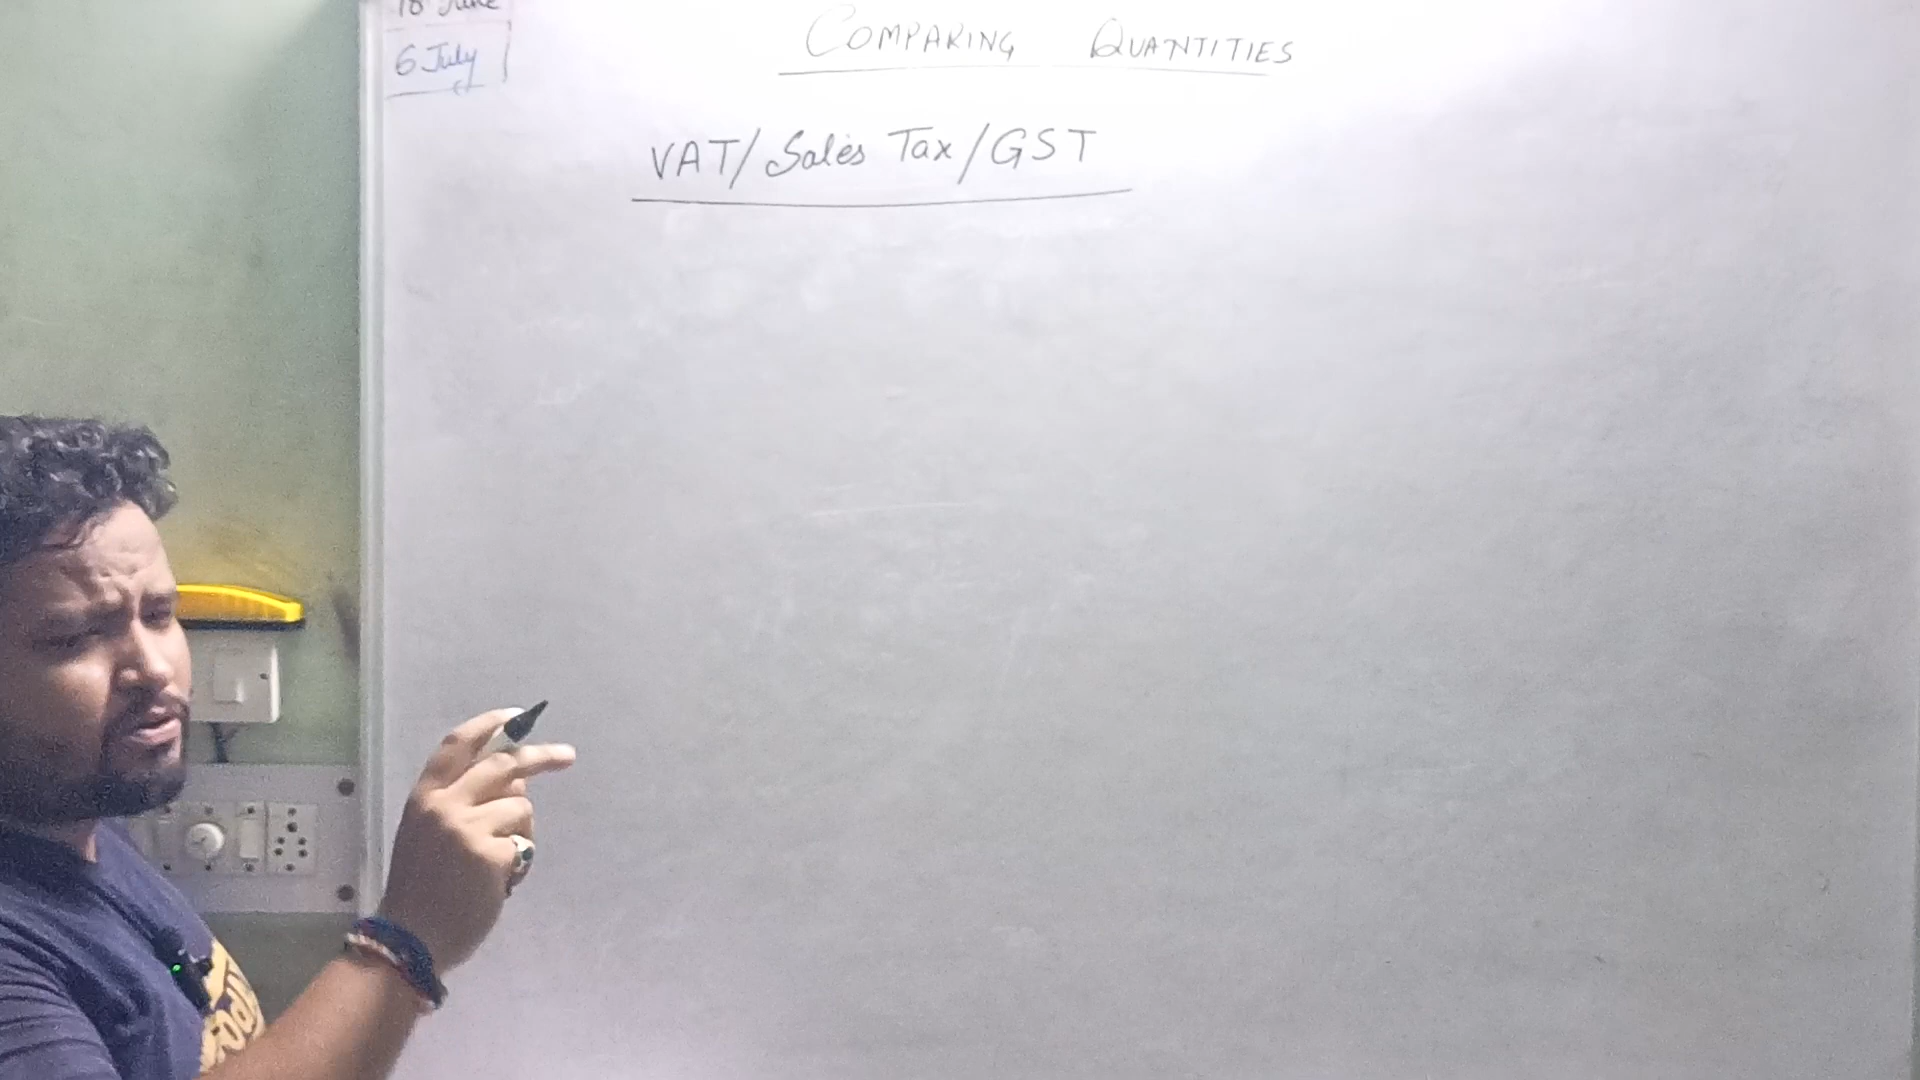 18 June
6 July
COMPARING QUANTITIES
VAT/Sales Tax/GST